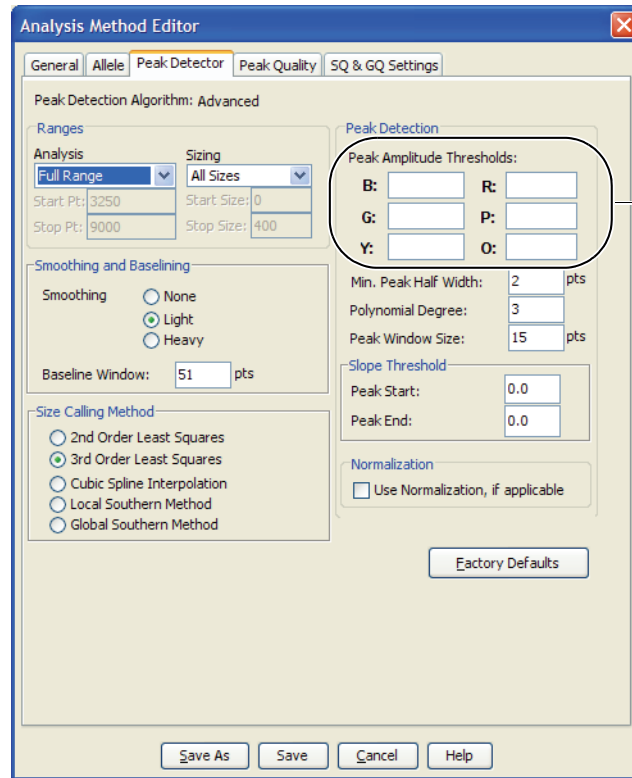 Analysis Method Editor
General Allele Peak Detector Peak Quality SQ & GQ Settings
Peak Detection Algorithm: Advanced
Ranges
Analysis Sizing
Full Range All Sizes
Start Pt: 3250 Start Size: 0
Stop Pt: 9000 Stop Size: 400
Smoothing and Baselining
Smoothing None
Light
Heavy
Baseline Window: 51 pts
Size Calling Method
2nd Order Least Squares
3rd Order Least Squares
Cubic Spline Interpolation
Local Southern Method
Global Southern Method
Peak Detection
Peak Amplitude Thresholds:
B: R:
G: P:
Y: O:
Min. Peak Half Width: 2 pts
Polynomial Degree: 3
Peak Window Size: 15 pts
Slope Threshold
Peak Start: 0.0
Peak End: 0.0
Normalization
Use Normalization, if applicable
Factory Defaults
Save As Save Cancel Help